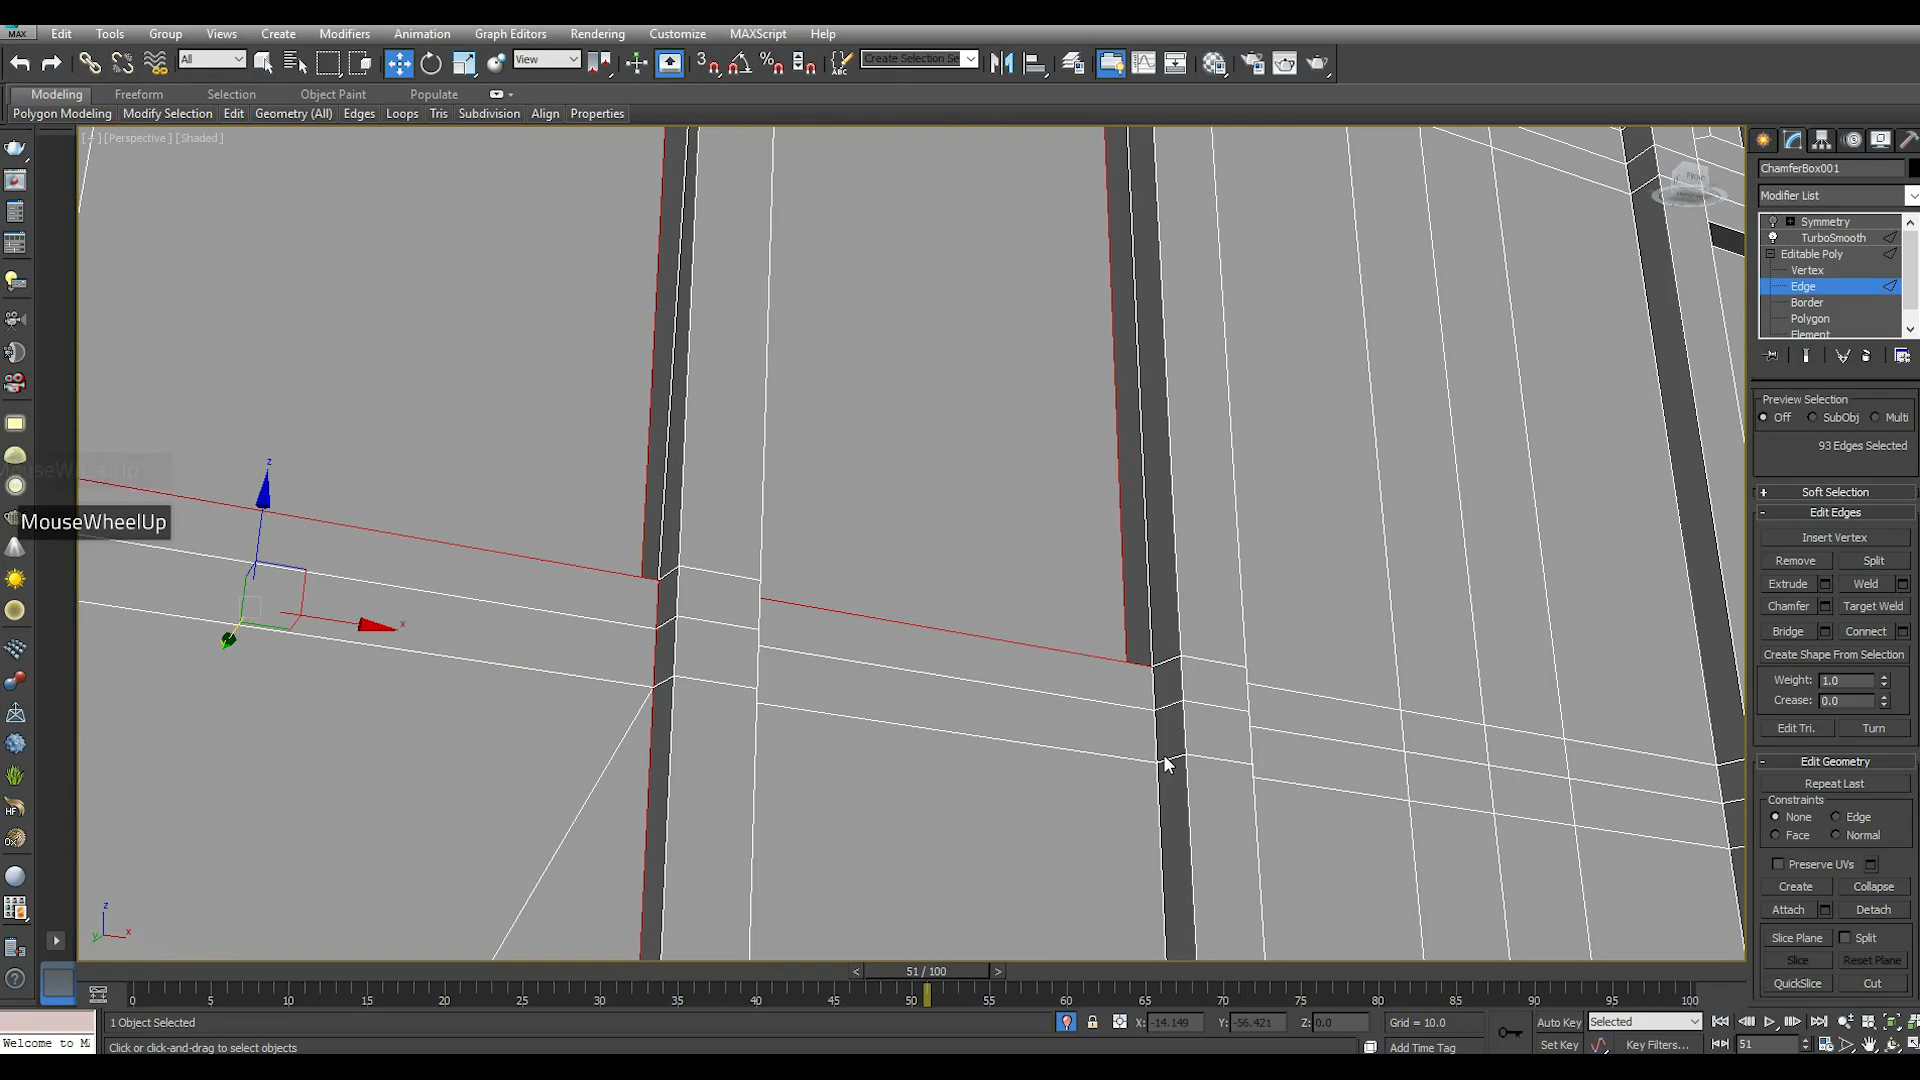 MAX Edit Tools Group Views Create Modifiers Animation Graph Editors Rendering Customize MAXScript Help
All View 3 ABC Create Selection Se
Modeling Freeform Selection Object Paint Populate
Polygon Modeling Modify Selection Edit Geometry (All) Edges Loops Tris Subdivision Align Properties
[Perspective] [Shaded]
ChamferBox001
Modifier List
Symmetry
TurboSmooth
Editable Poly
Vertex
Edge
Border
Polygon
Element
Preview Selection
Off SubObj Multi
93 Edges Selected
+ Soft Selection
- Edit Edges
Insert Vertex
Remove Split
Extrude Weld
Chamfer Target Weld
Bridge Connect
Create Shape From Selection
Weight: 1.0
Crease: 0.0
Edit Tri. Turn
- Edit Geometry
Repeat Last
Constraints
None Edge
Face Normal
Preserve UVs
Create Collapse
Attach Detach
Slice Plane Split
Slice Reset Plane
QuickSlice Cut
MouseWheelUp
MouseWheelUp
z
x
z
y x
HF
< 51 / 100 >
0 5 10 15 20 25 30 35 40 45 50 55 60 65 70 75 80 85 90 95 100
1 Object Selected X: -14.149 Y: -56.421 Z: 0.0 Grid = 10.0 Auto Key Selected
Welcome to Click or click-and-drag to select objects Add Time Tag Set Key Key Filters... 51